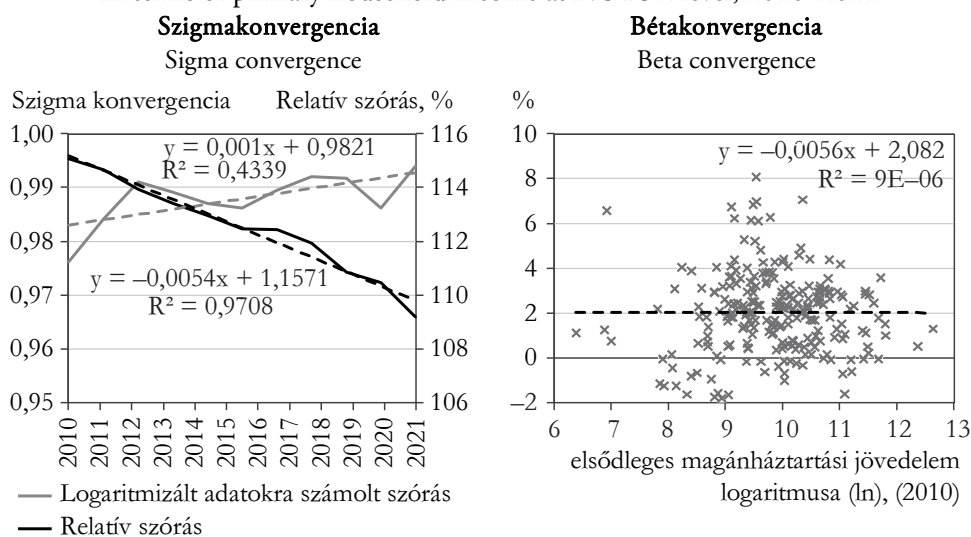 Szigmakonvergencia
Sigma convergence
Szigma konvergencia Relatív szórás, %
1,00
0,99
0,98
0,97
0,96
0,95
116
114
112
110
108
106
y = 0,001x + 0,9821
R² = 0,4339
y = –0,0054x + 1,1571
R² = 0,9708
2010 2011 2012 2013 2014 2015 2016 2017 2018 2019 2020 2021
Logaritmizált adatokra számolt szórás
Relatív szórás
Bétakonvergencia
Beta convergence
%
10
8
6
4
2
0
–2
y = –0,0056x + 2,082
R² = 9E–06
6 7 8 9 10 11 12 13
elsődleges magánháztartási jövedelem
logaritmusa (ln), (2010)